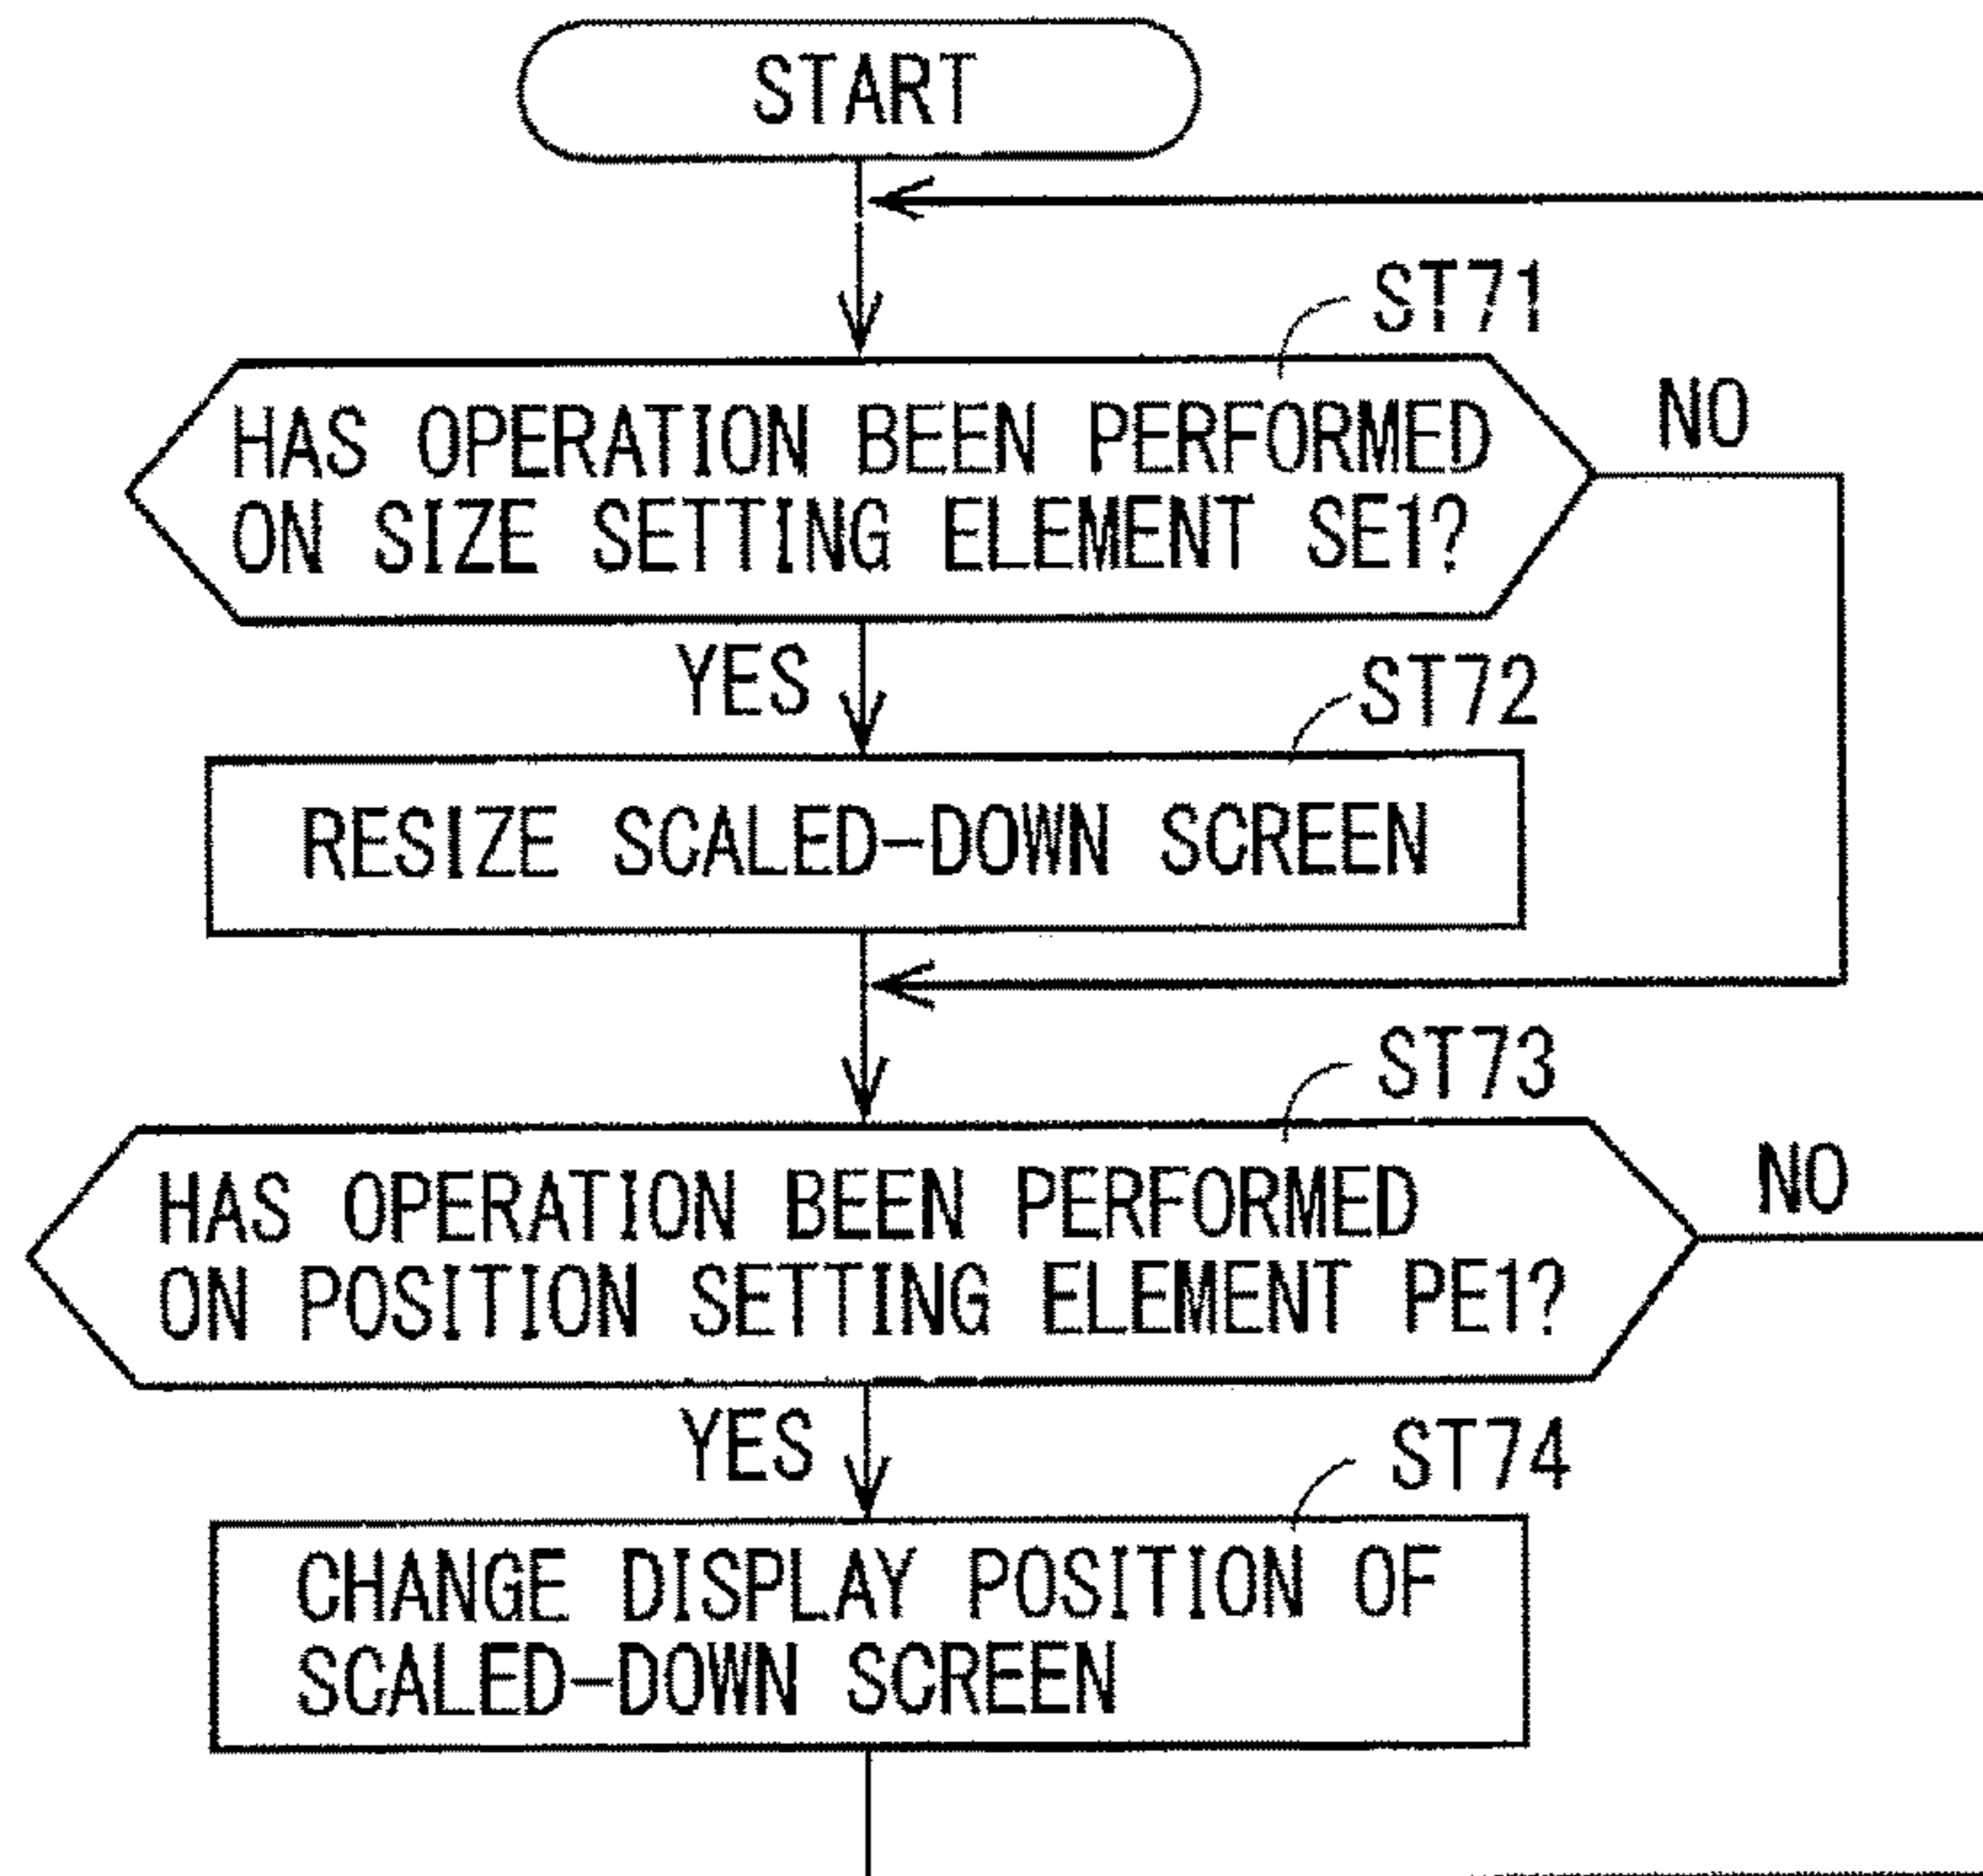 START
ST71
HAS OPERATION BEEN PERFORMED
ON SIZE SETTING ELEMENT SE1?
NO
YES
ST72
RESIZE SCALED-DOWN SCREEN
ST73
HAS OPERATION BEEN PERFORMED
ON POSITION SETTING ELEMENT PE1?
NO
YES
ST74
CHANGE DISPLAY POSITION OF
SCALED-DOWN SCREEN